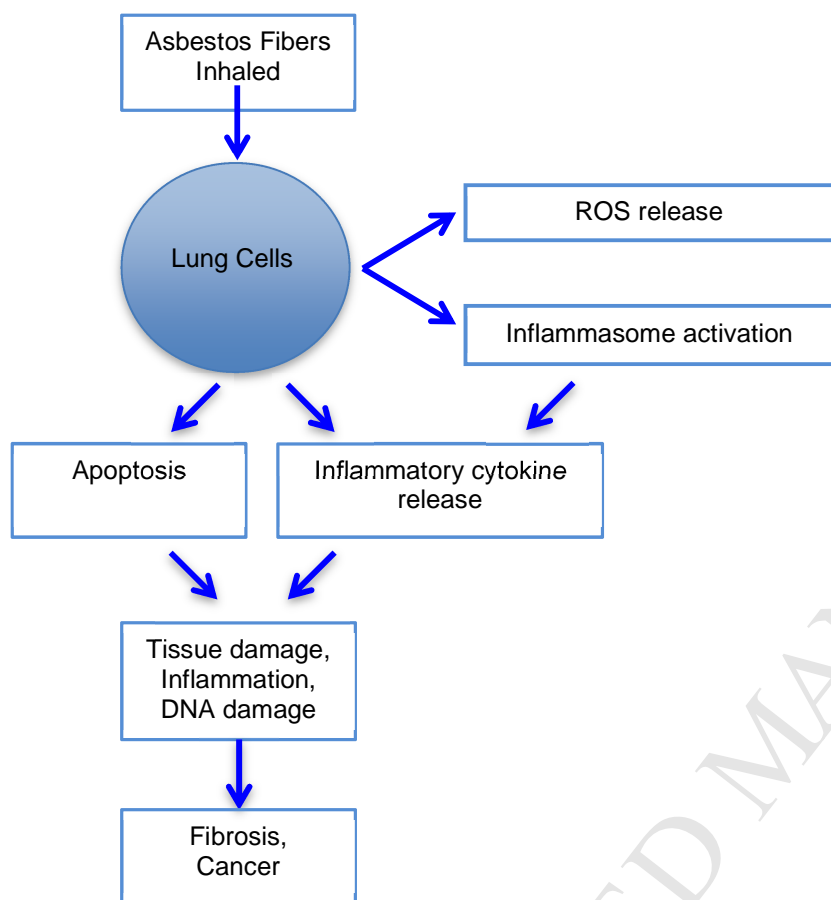 Asbestos Fibers
Inhaled
ROS release
Lung Cells
Inflammasome activation
Apoptosis
Inflammatory cytokine
release
Tissue damage,
Inflammation,
DNA damage
Fibrosis,
Cancer